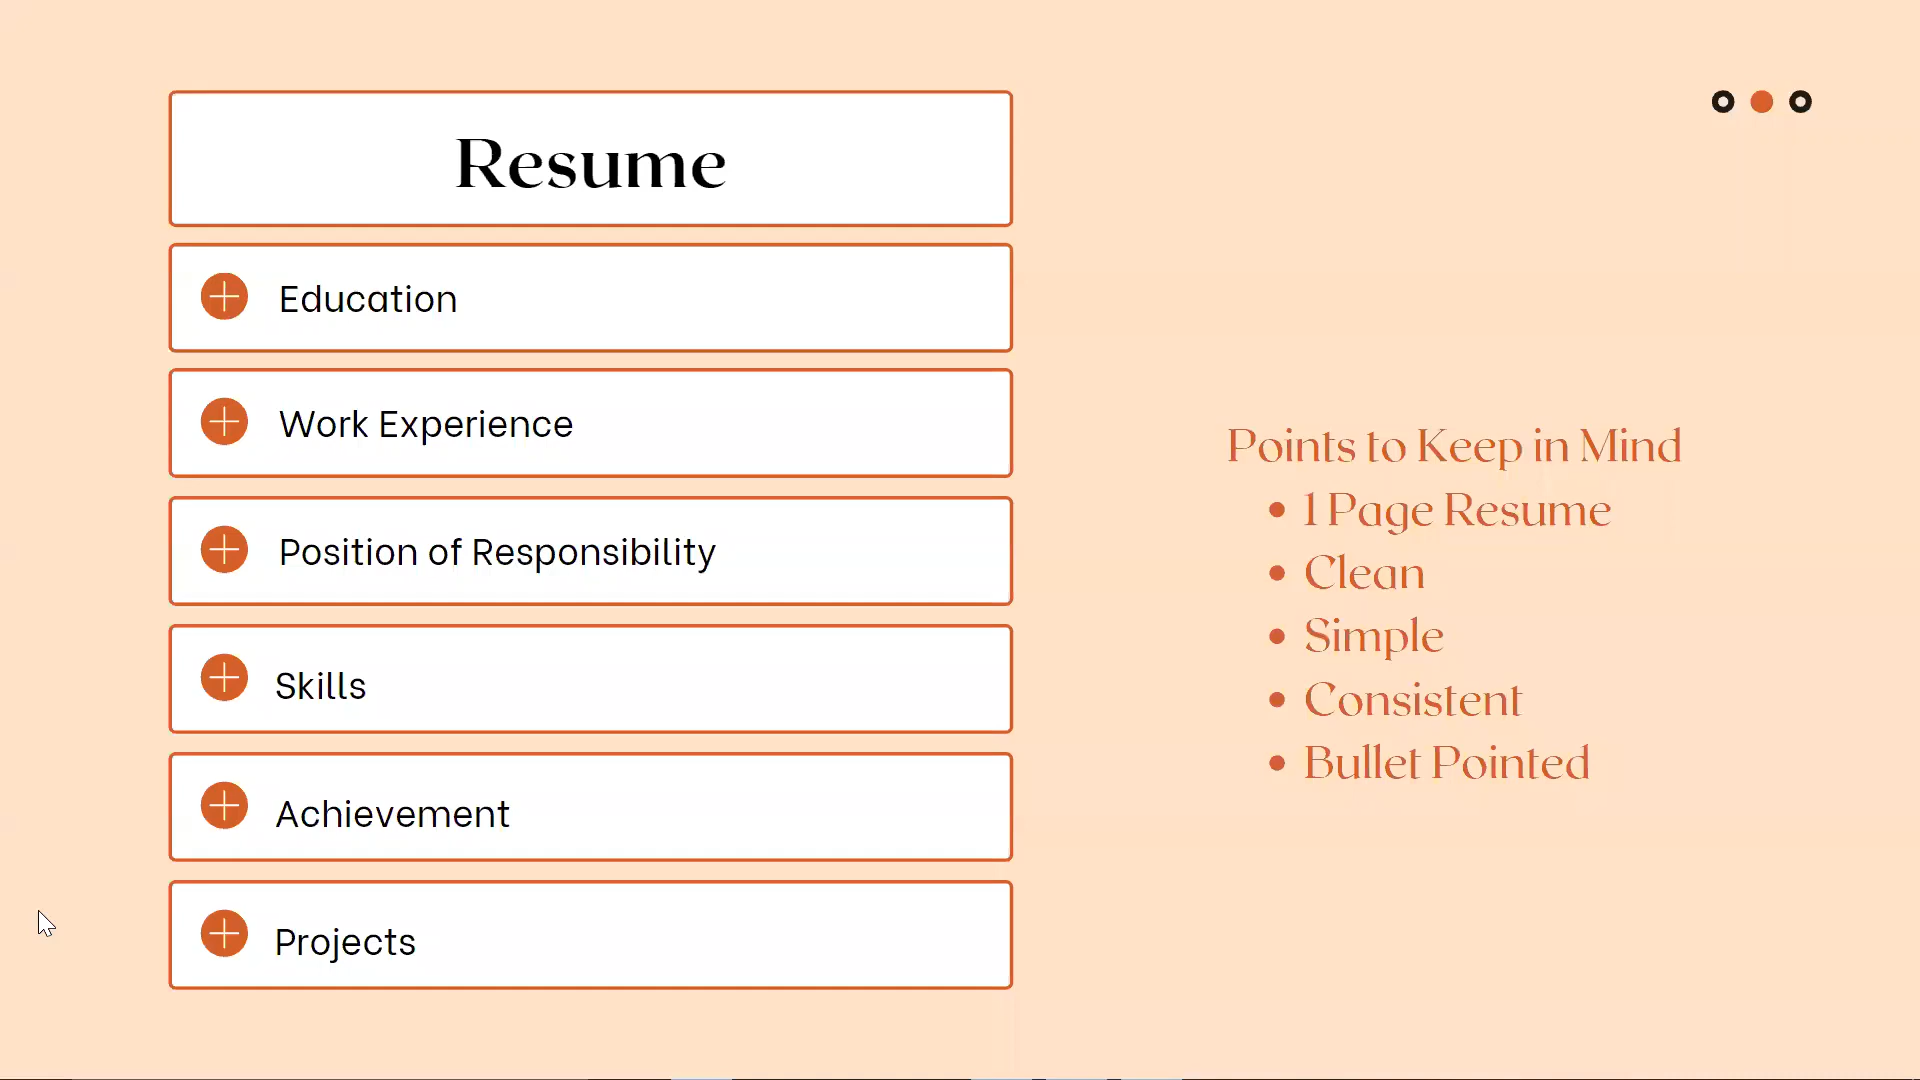 Resume
Education
Work Experience
Position of Responsibility
Skills
Achievement
Projects
Points to Keep in Mind
• 1 Page Resume
• Clean
• Simple
• Consistent
• Bullet Pointed